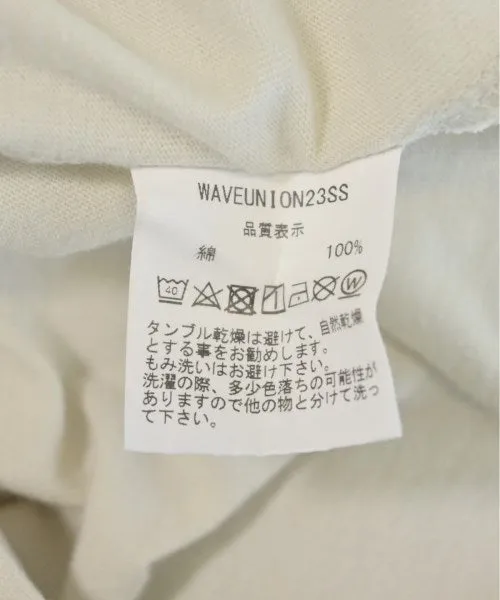 WAVEUNION23SS
品質表示
綿 100%
40 W
タンブル乾燥は避けて、自然乾燥
とする事をお勧めします。
もみ洗いはお避け下さい。
洗濯の際、多少色落ちの可能性が
ありますので他の物と分けて洗っ
て下さい。